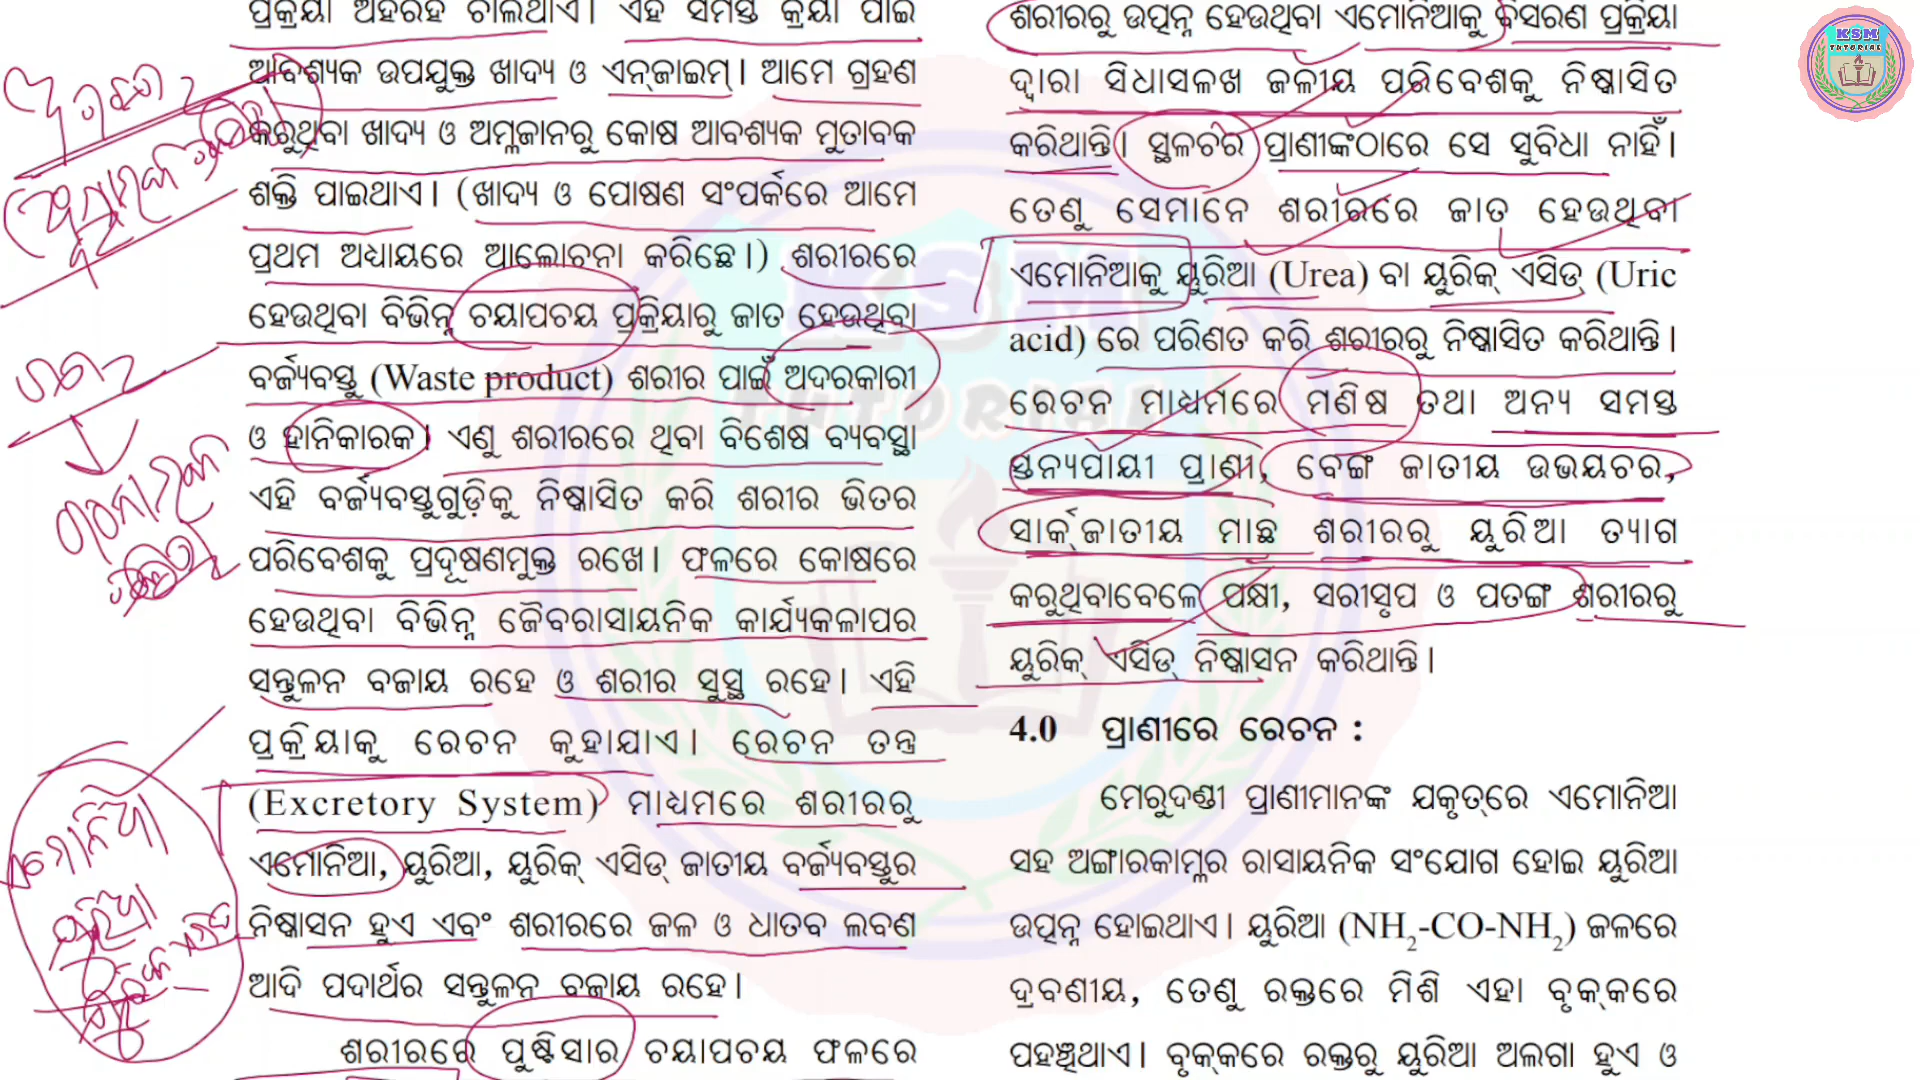 ପ୍ରକ୍ରିୟା ଅହରହ ଚାଲିଥାଏ। ଏହି ସମସ୍ତ କ୍ରିୟା ପାଇଁ
ଆବଶ୍ୟକ ଉପଯୁକ୍ତ ଖାଦ୍ୟ ଓ ଏନ୍‌ଜାଇମ୍। ଆମେ ଗ୍ରହଣ
କରୁଥିବା ଖାଦ୍ୟ ଓ ଅମ୍ଳଜାନରୁ କୋଷ ଆବଶ୍ୟକ ମୁତାବକ
ଶକ୍ତି ପାଇଥାଏ। (ଖାଦ୍ୟ ଓ ପୋଷଣ ସଂପର୍କରେ ଆମେ
ପ୍ରଥମ ଅଧ୍ୟାୟରେ ଆଲୋଚନା କରିଛେ।) ଶରୀରରେ
ହେଉଥିବା ବିଭିନ୍ନ ଚୟାପଚୟ ପ୍ରକ୍ରିୟାରୁ ଜାତ ହେଉଥିବା
ବର୍ଜ୍ୟବସ୍ତୁ (Waste product) ଶରୀର ପାଇଁ ଅଦରକାରୀ
ଓ ହାନିକାରକ। ଏଣୁ ଶରୀରରେ ଥିବା ବିଶେଷ ବ୍ୟବସ୍ଥା
ଏହି ବର୍ଜ୍ୟବସ୍ତୁଗୁଡ଼ିକୁ ନିଷ୍କାସିତ କରି ଶରୀର ଭିତର
ପରିବେଶକୁ ପ୍ରଦୂଷଣମୁକ୍ତ ରଖେ। ଫଳରେ କୋଷରେ
ହେଉଥିବା ବିଭିନ୍ନ ଜୈବରାସାୟନିକ କାର୍ଯ୍ୟକଳାପର
ସନ୍ତୁଳନ ବଜାୟ ରହେ ଓ ଶରୀର ସୁସ୍ଥ ରହେ। ଏହି
ପ୍ରକ୍ରିୟାକୁ ରେଚନ କୁହାଯାଏ। ରେଚନ ତନ୍ତ୍ର
(Excretory System) ମାଧ୍ୟମରେ ଶରୀରରୁ
ଏମୋନିଆ, ୟୁରିଆ, ୟୁରିକ୍ ଏସିଡ୍ ଜାତୀୟ ବର୍ଜ୍ୟବସ୍ତୁର
ନିଷ୍କାସନ ହୁଏ ଏବଂ ଶରୀରରେ ଜଳ ଓ ଧାତବ ଲବଣ
ଆଦି ପଦାର୍ଥର ସନ୍ତୁଳନ ବଜାୟ ରହେ।
ଶରୀରରେ ପୁଷ୍ଟିସାର ଚୟାପଚୟ ଫଳରେ
ଏମୋନିଆ
ୟୁରିଆ
ଶରୀରରୁ ଉତ୍ପନ୍ନ ହେଉଥିବା ଏମୋନିଆକୁ ବିସରଣ ପ୍ରକ୍ରିୟା
ଦ୍ୱାରା ସିଧାସଳଖ ଜଳୀୟ ପରିବେଶକୁ ନିଷ୍କାସିତ
କରିଥାନ୍ତି। ସ୍ଥଳଚର ପ୍ରାଣୀଙ୍କଠାରେ ସେ ସୁବିଧା ନାହିଁ।
ତେଣୁ ସେମାନେ ଶରୀରରେ ଜାତ ହେଉଥିବା
ଏମୋନିଆକୁ ୟୁରିଆ (Urea) ବା ୟୁରିକ୍ ଏସିଡ୍ (Uric
acid) ରେ ପରିଣତ କରି ଶରୀରରୁ ନିଷ୍କାସିତ କରିଥାନ୍ତି।
ରେଚନ ମାଧ୍ୟମରେ ମଣିଷ ତଥା ଅନ୍ୟ ସମସ୍ତ
ସ୍ତନ୍ୟପାୟୀ ପ୍ରାଣୀ, ବେଙ୍ଗ ଜାତୀୟ ଉଭୟଚର,
ସାର୍କ୍‌ଜାତୀୟ ମାଛ ଶରୀରରୁ ୟୁରିଆ ତ୍ୟାଗ
କରୁଥିବାବେଳେ ପକ୍ଷୀ, ସରୀସୃପ ଓ ପତଙ୍ଗ ଶରୀରରୁ
ୟୁରିକ୍ ଏସିଡ୍ ନିଷ୍କାସନ କରିଥାନ୍ତି।
4.0 ପ୍ରାଣୀରେ ରେଚନ :
ମେରୁଦଣ୍ଡୀ ପ୍ରାଣୀମାନଙ୍କ ଯକୃତ୍‌ରେ ଏମୋନିଆ
ସହ ଅଙ୍ଗାରକାମ୍ଳର ରାସାୟନିକ ସଂଯୋଗ ହୋଇ ୟୁରିଆ
ଉତ୍ପନ୍ନ ହୋଇଥାଏ। ୟୁରିଆ (NH₂-CO-NH₂) ଜଳରେ
ଦ୍ରବଣୀୟ, ତେଣୁ ରକ୍ତରେ ମିଶି ଏହା ବୃକ୍‌କରେ
ପହଞ୍ଚିଥାଏ। ବୃକ୍‌କରେ ରକ୍ତରୁ ୟୁରିଆ ଅଲଗା ହୁଏ ଓ
KSM
TUTORIAL
KSM
TUTORIAL